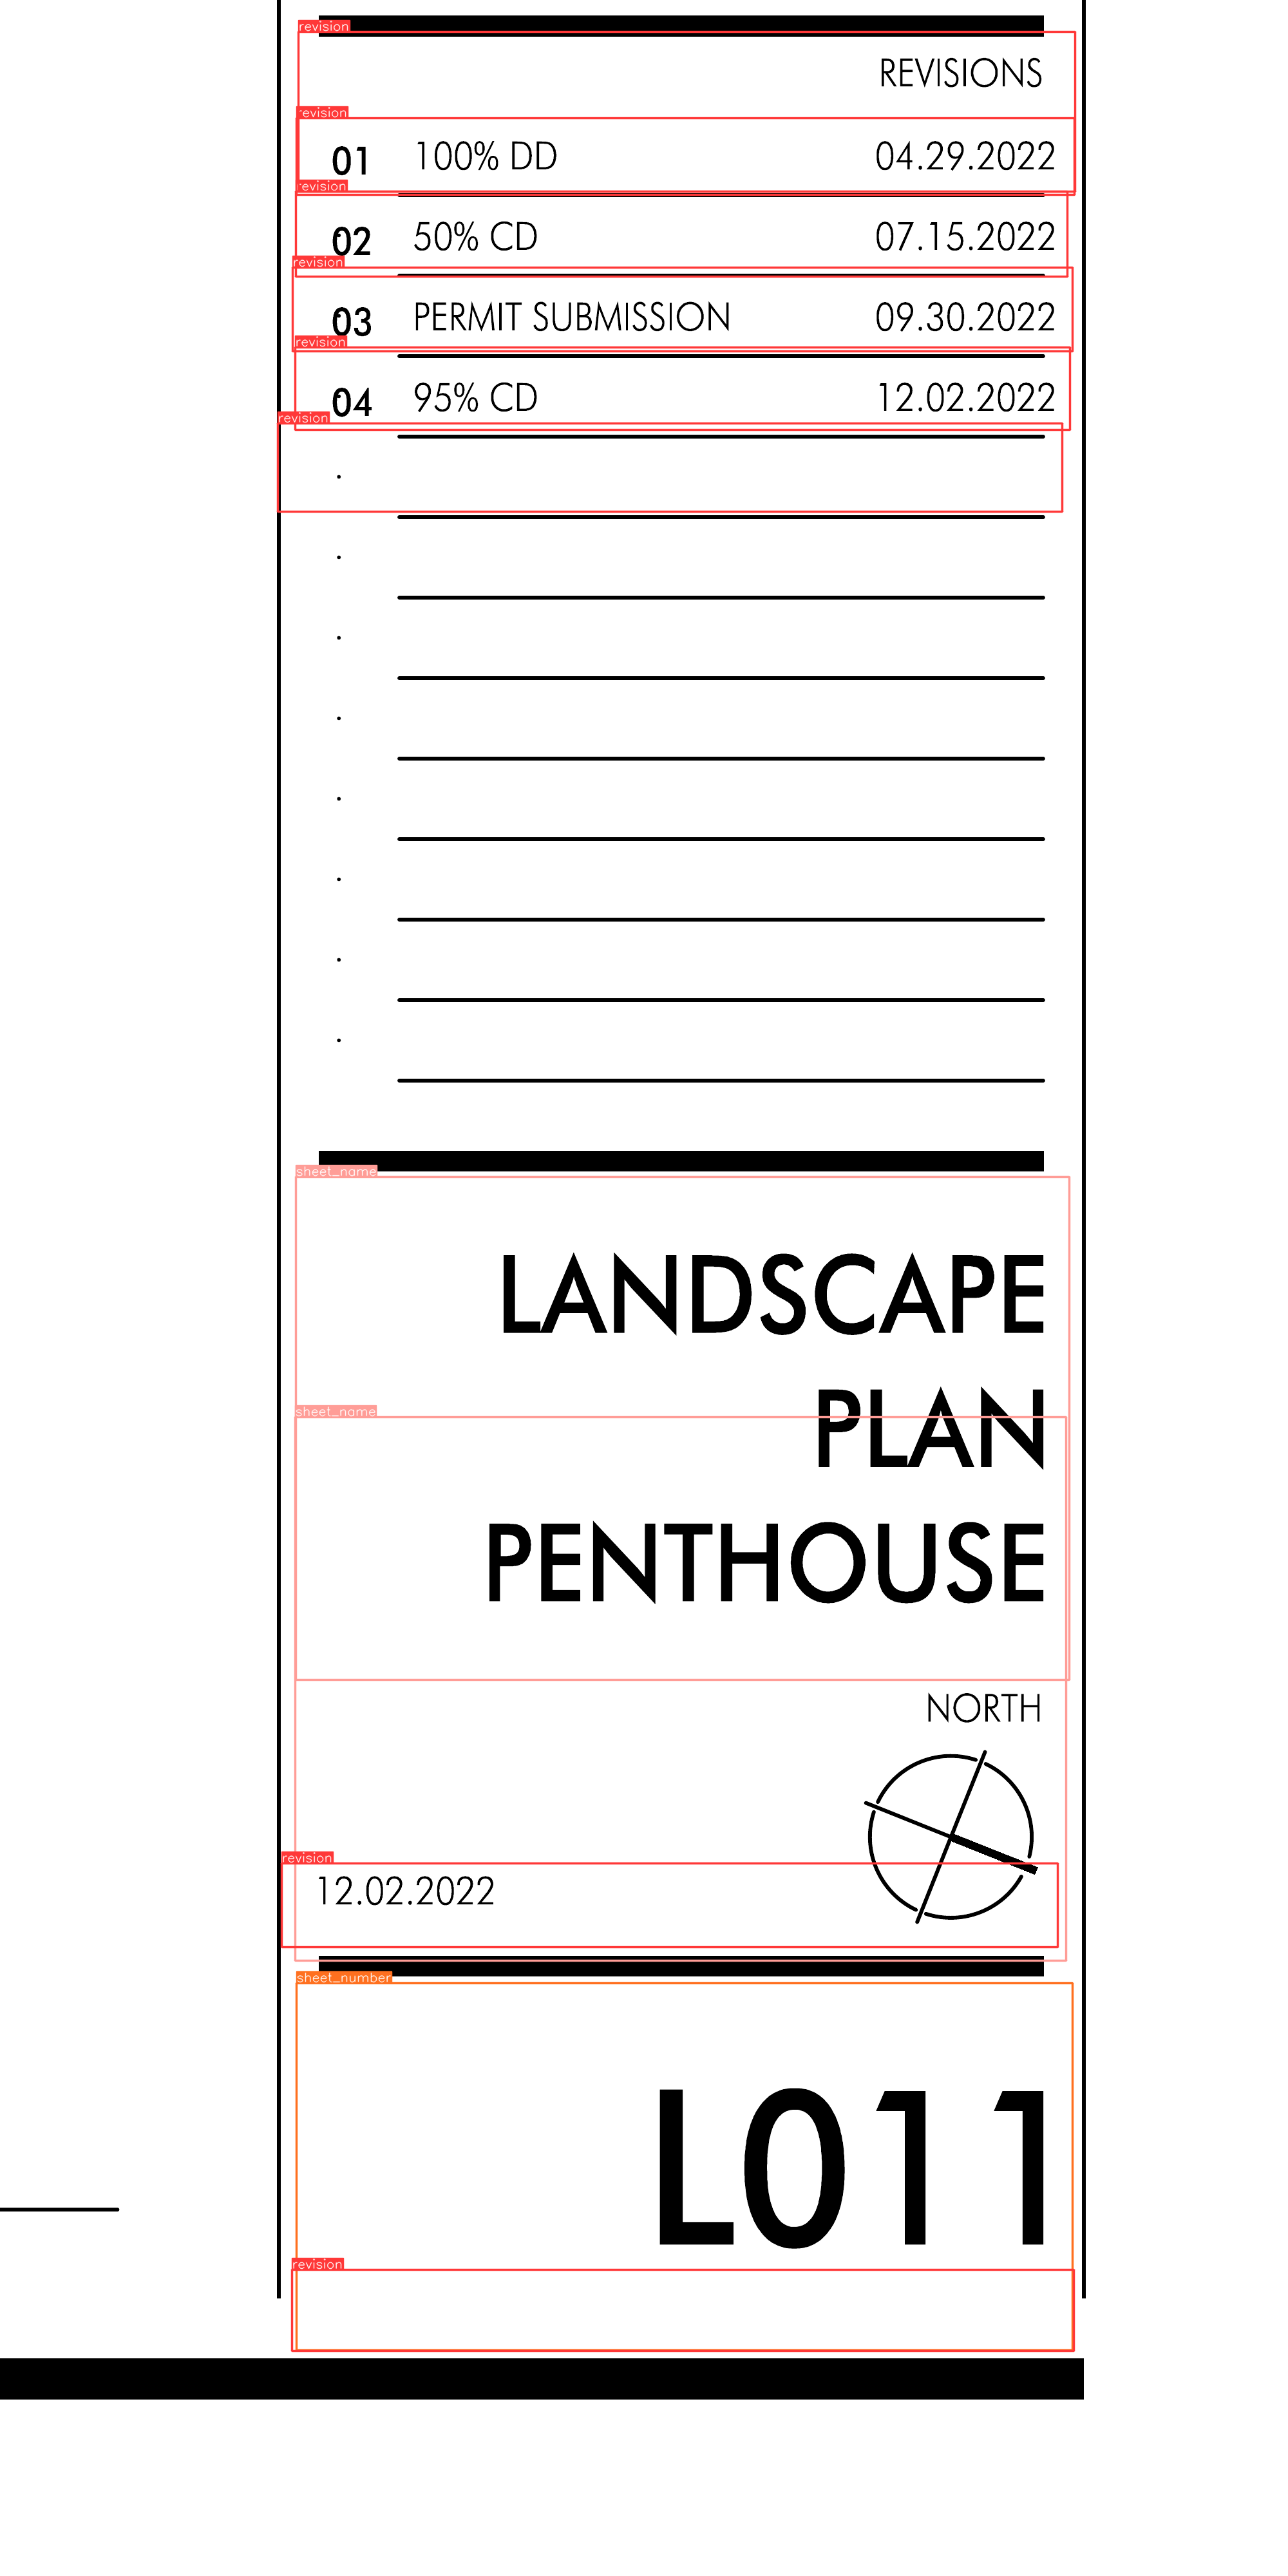 revision
REVISIONS
revision
01 100% DD 04.29.2022
revision
02 50% CD 07.15.2022
revision
03 PERMIT SUBMISSION 09.30.2022
revision
04 95% CD 12.02.2022
revision
.
.
.
.
.
.
.
.
sheet_name
LANDSCAPE
PLAN
sheet_name
PENTHOUSE
NORTH
revision
12.02.2022
sheet_number
L011
revision